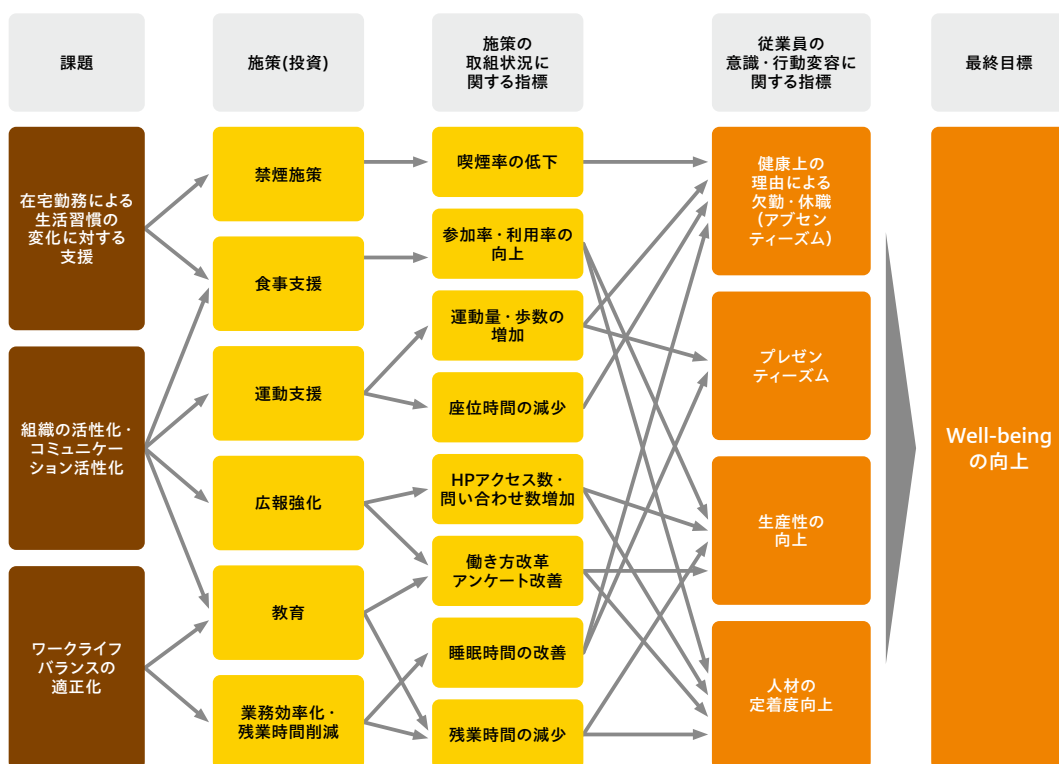 課題
施策(投資)
施策の
取組状況に
関する指標
従業員の
意識・行動変容に
関する指標
最終目標
在宅勤務による
生活習慣の
変化に対する
支援
組織の活性化・
コミュニケー
ション活性化
ワークライフ
バランスの
適正化
禁煙施策
食事支援
運動支援
広報強化
教育
業務効率化・
残業時間削減
喫煙率の低下
参加率・利用率の
向上
運動量・歩数の
増加
座位時間の減少
HPアクセス数・
問い合わせ数増加
働き方改革
アンケート改善
睡眠時間の改善
残業時間の減少
健康上の
理由による
欠勤・休職
(アブセン
ティーズム)
プレゼン
ティーズム
生産性の
向上
人材の
定着度向上
Well-being
の向上